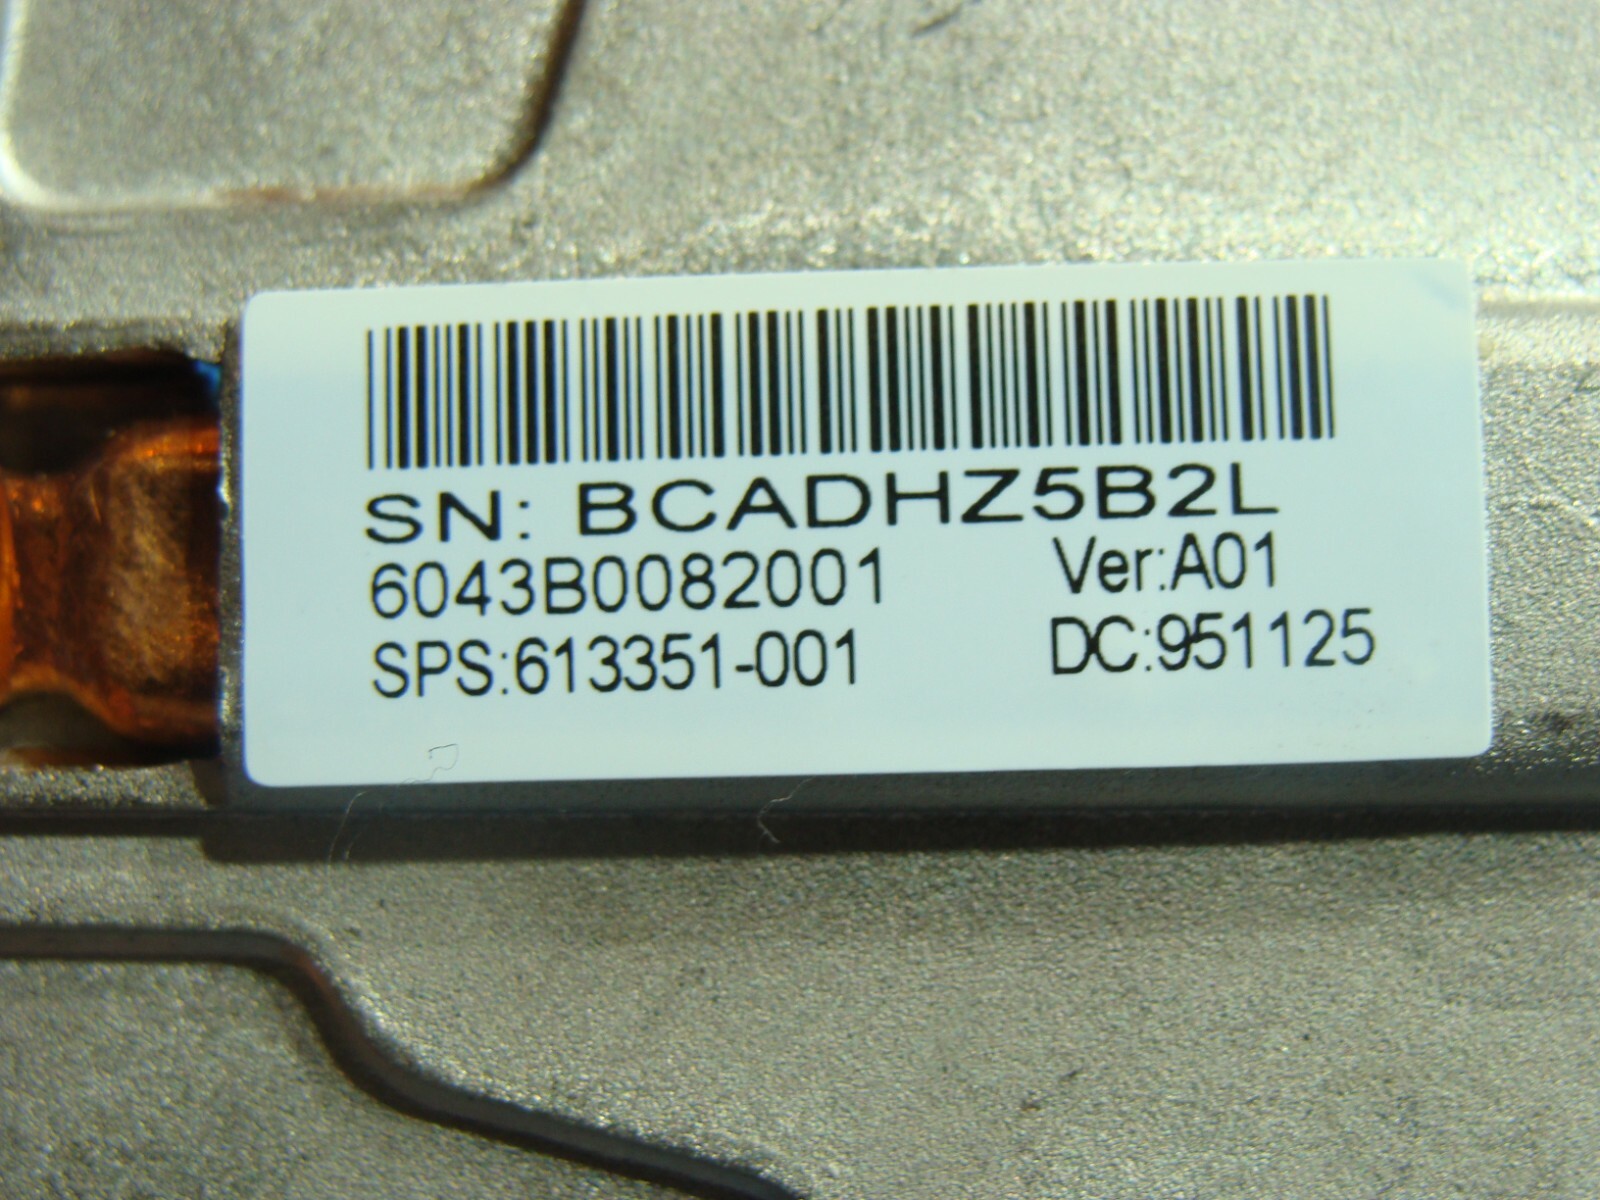 SN: BCADHZ5B2L
6043B0082001 Ver:A01
SPS:613351-001 DC:951125